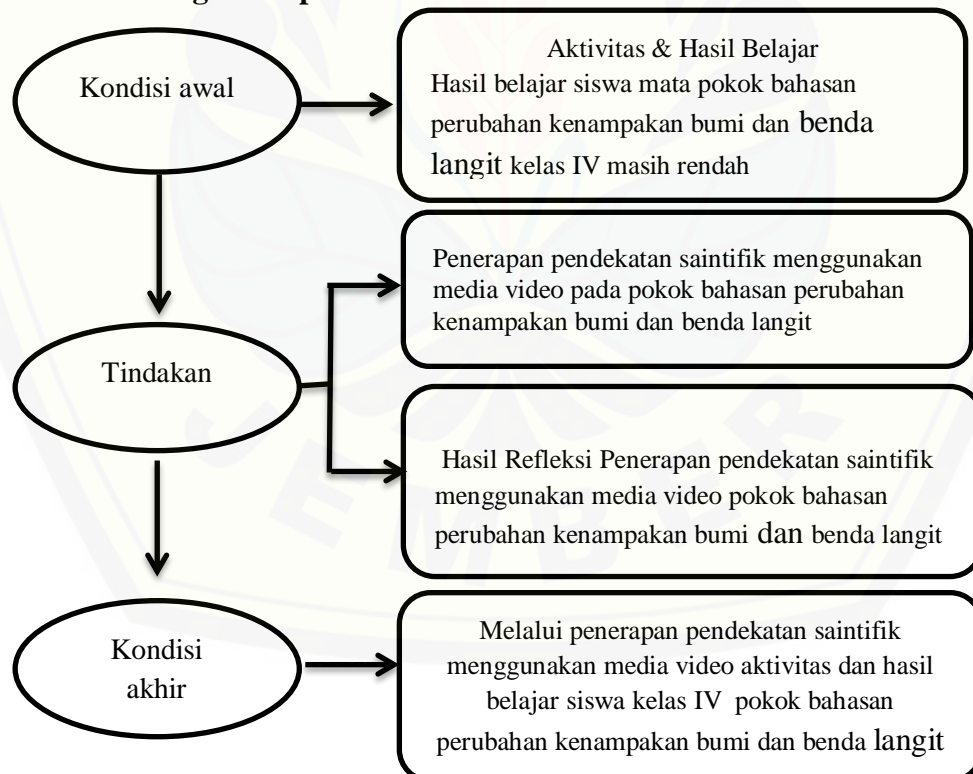 Kondisi awal
Aktivitas & Hasil Belajar
Hasil belajar siswa mata pokok bahasan
perubahan kenampakan bumi dan benda
langit kelas IV masih rendah
Penerapan pendekatan saintifik menggunakan
media video pada pokok bahasan perubahan
kenampakan bumi dan benda langit
Tindakan
Hasil Refleksi Penerapan pendekatan saintifik
menggunakan media video pokok bahasan
perubahan kenampakan bumi dan benda langit
Kondisi
akhir
Melalui penerapan pendekatan saintifik
menggunakan media video aktivitas dan hasil
belajar siswa kelas IV pokok bahasan
perubahan kenampakan bumi dan benda langit
JEMBER